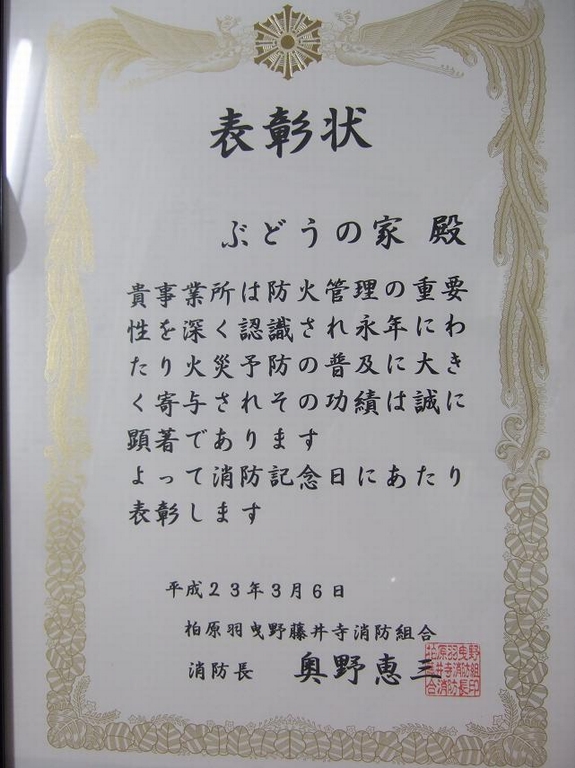 表彰状
ぶどうの家 殿
貴事業所は防火管理の重要
性を深く認識され永年にわ
たり火災予防の普及に大き
く寄与されその功績は誠に
顕著であります
よって消防記念日にあたり
表彰します
平成23年3月6日
柏原羽曳野藤井寺消防組合
消防長 奥野惠三